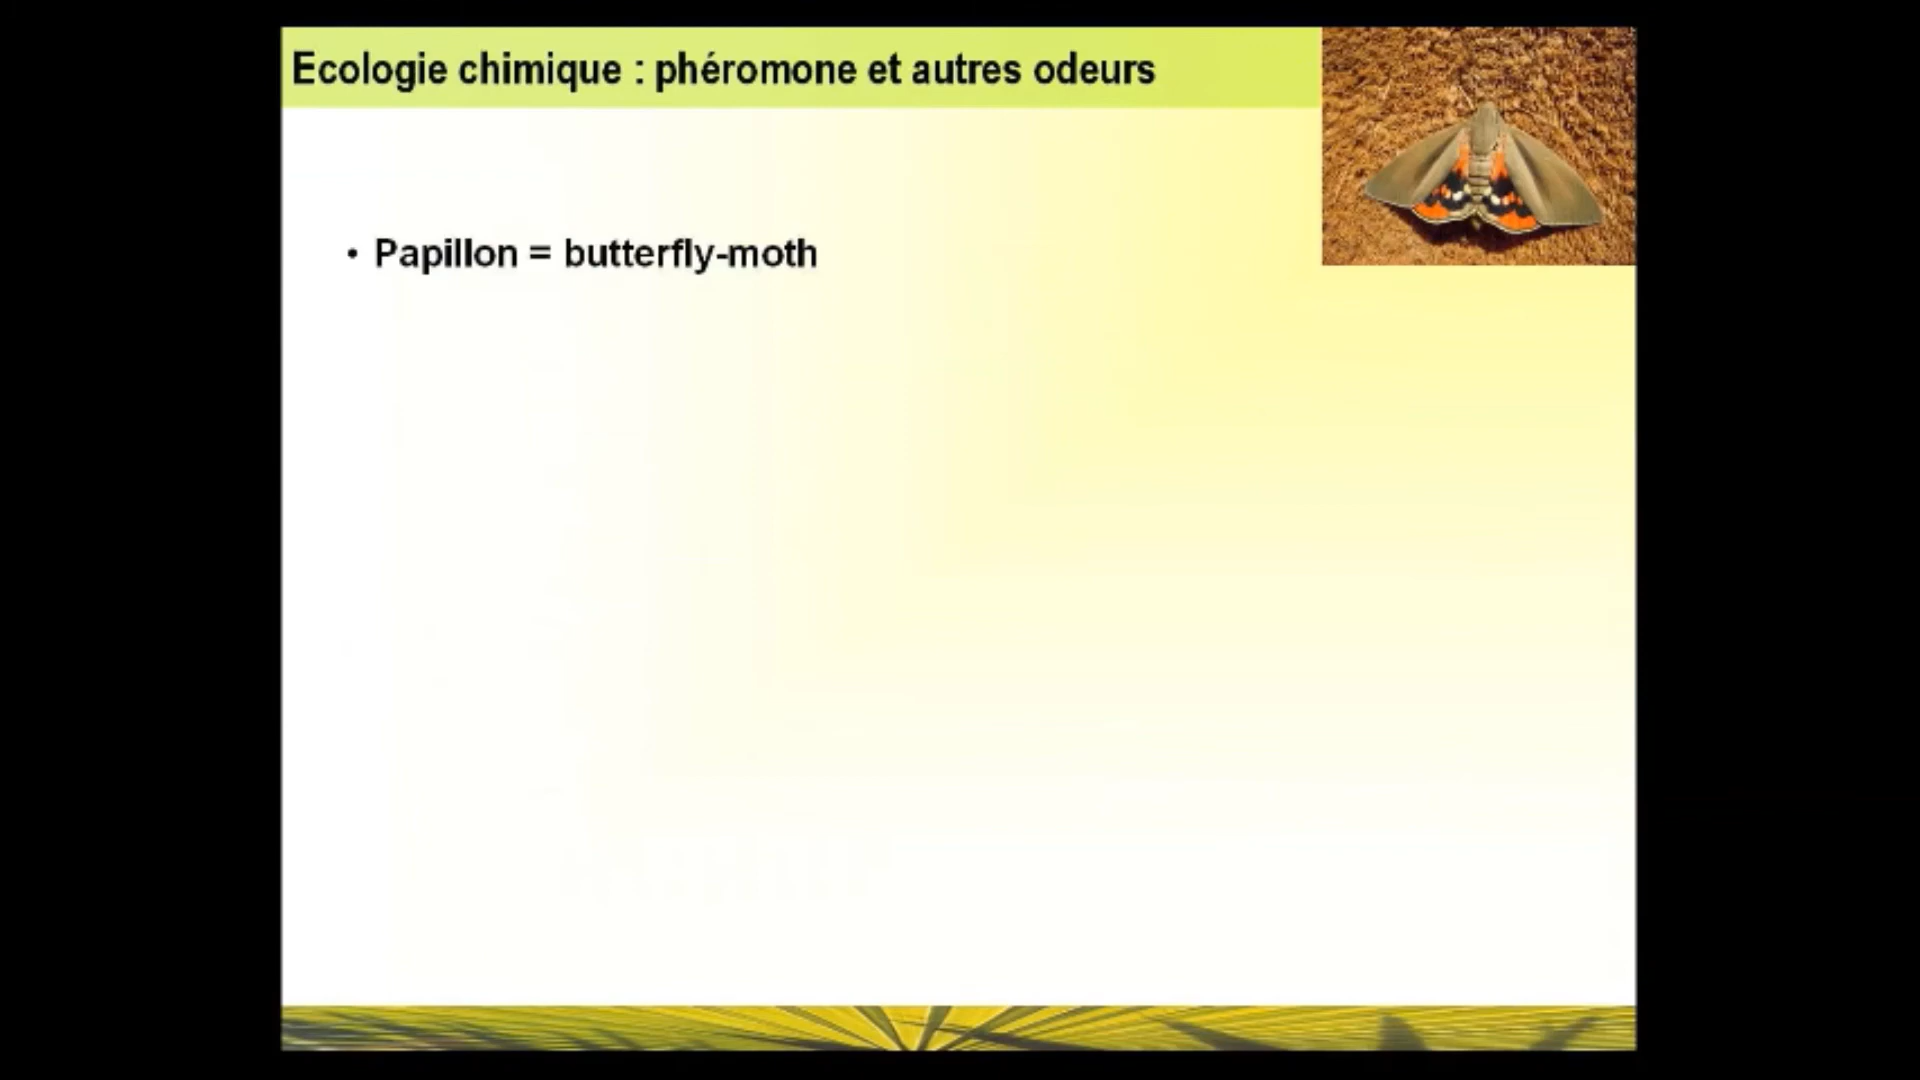 Ecologie chimique : phéromone et autres odeurs
• Papillon = butterfly-moth